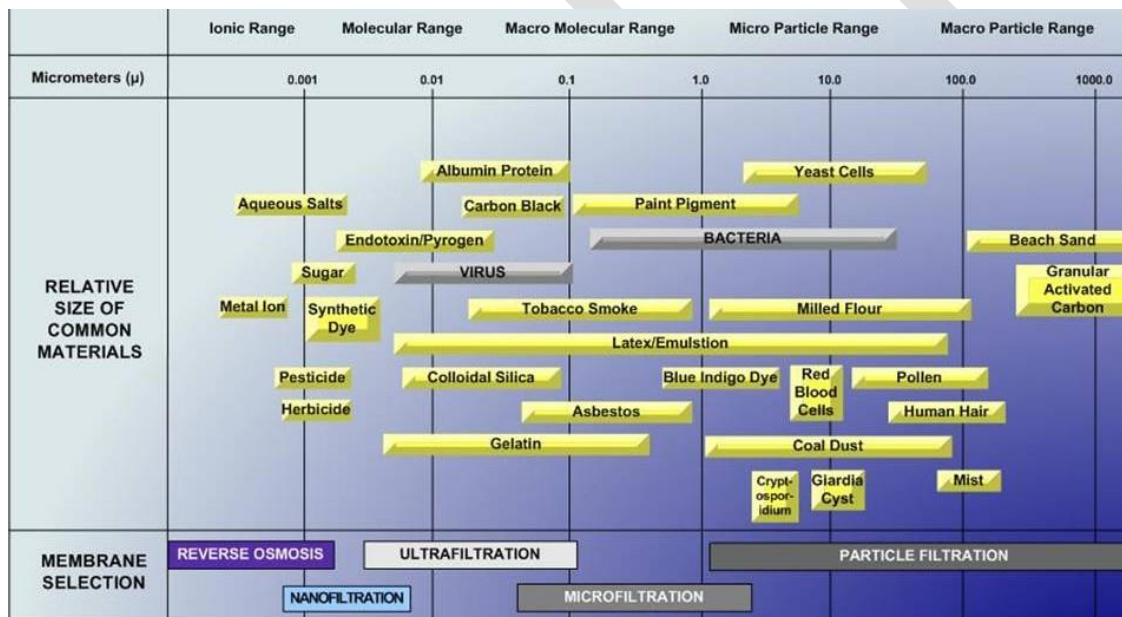 Ionic Range Molecular Range Macro Molecular Range Micro Particle Range Macro Particle Range
Micrometers (µ) 0.001 0.01 0.1 1.0 10.0 100.0 1000.0
RELATIVE
SIZE OF
COMMON
MATERIALS
Albumin Protein Yeast Cells
Aqueous Salts Carbon Black Paint Pigment
Endotoxin/Pyrogen BACTERIA Beach Sand
Sugar VIRUS Granular
Activated
Carbon
Metal Ion Synthetic
Dye
Tobacco Smoke Milled Flour
Latex/Emulstion
Pesticide Colloidal Silica Blue Indigo Dye Red
Blood
Cells
Pollen
Herbicide Asbestos Human Hair
Gelatin Coal Dust
Crypt-
ospor-
idium
Giardia
Cyst
Mist
MEMBRANE
SELECTION
REVERSE OSMOSIS ULTRAFILTRATION PARTICLE FILTRATION
NANOFILTRATION MICROFILTRATION